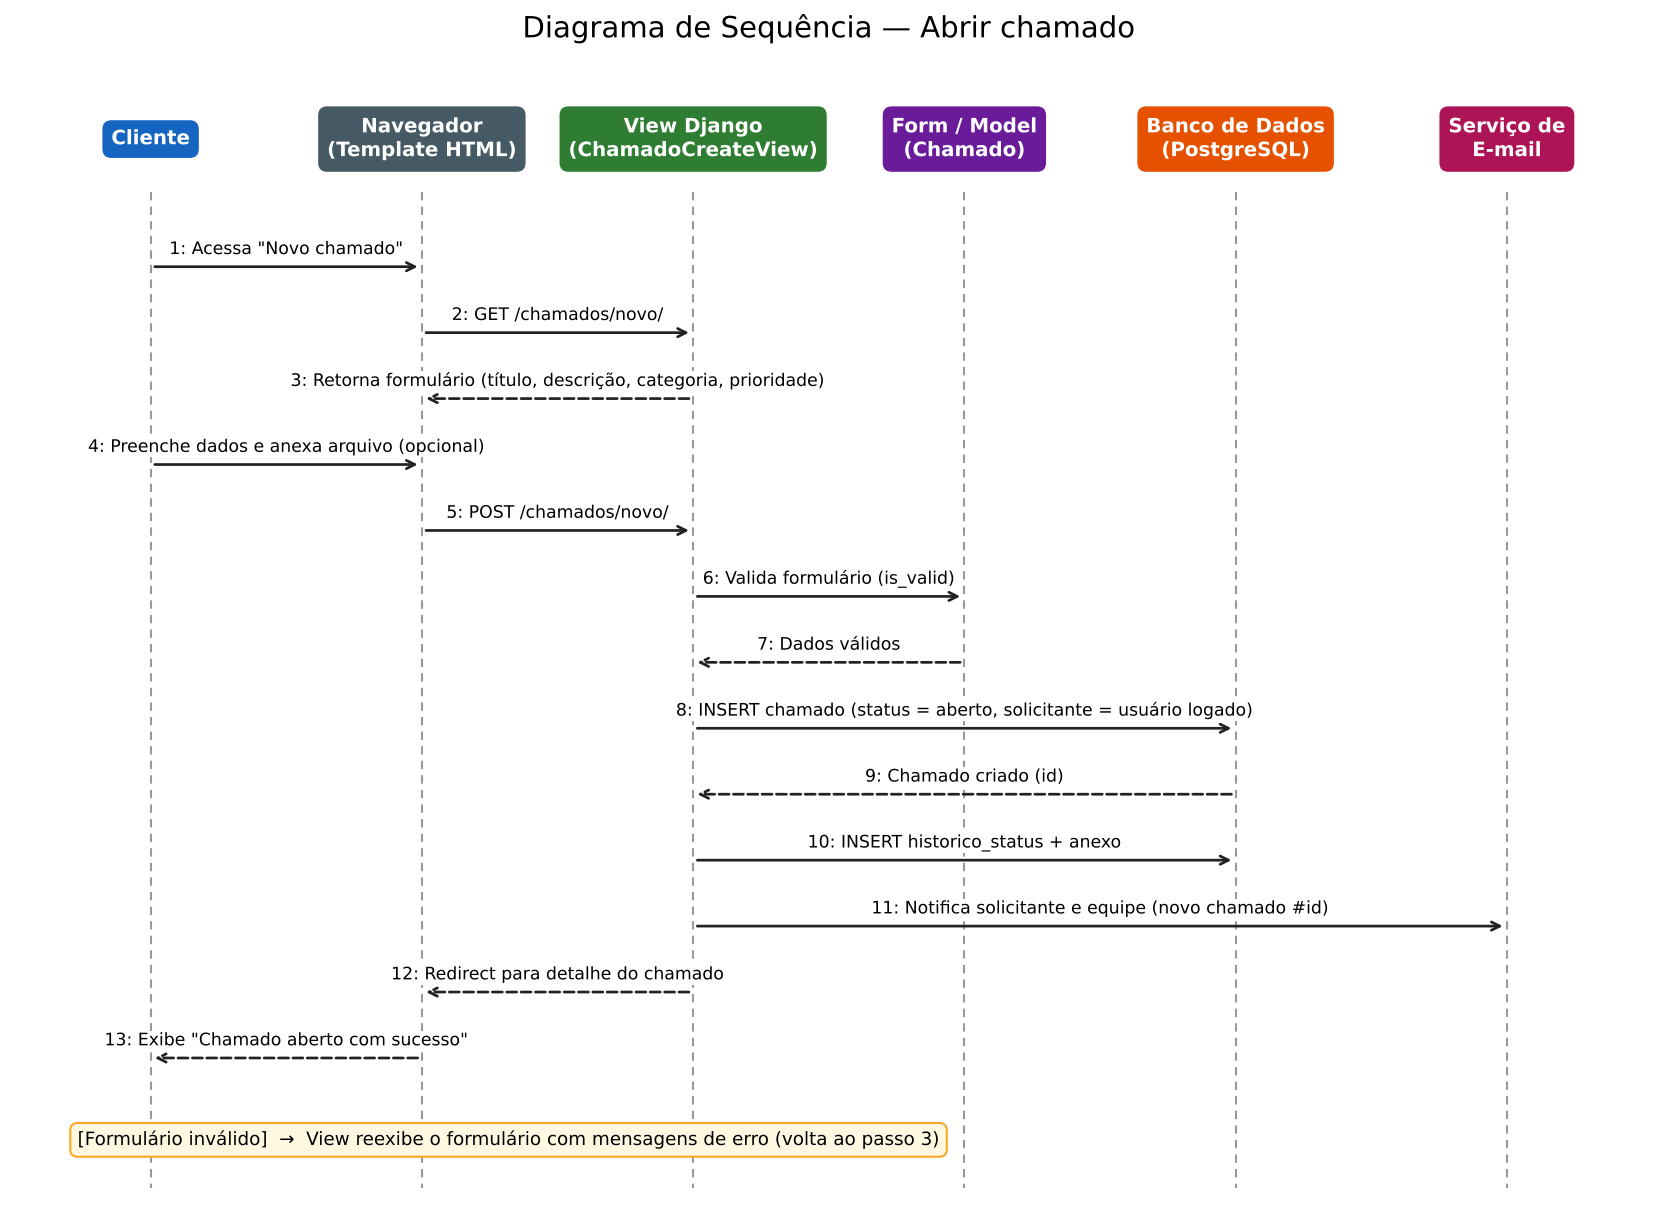 Diagrama de Sequência — Abrir chamado
Cliente
Navegador
(Template HTML)
View Django
(ChamadoCreateView)
Form / Model
(Chamado)
Banco de Dados
(PostgreSQL)
Serviço de
E-mail
1: Acessa "Novo chamado"
2: GET /chamados/novo/
3: Retorna formulário (título, descrição, categoria, prioridade)
4: Preenche dados e anexa arquivo (opcional)
5: POST /chamados/novo/
6: Valida formulário (is_valid)
7: Dados válidos
8: INSERT chamado (status = aberto, solicitante = usuário logado)
9: Chamado criado (id)
10: INSERT historico_status + anexo
11: Notifica solicitante e equipe (novo chamado #id)
12: Redirect para detalhe do chamado
13: Exibe "Chamado aberto com sucesso"
[Formulário inválido] → View reexibe o formulário com mensagens de erro (volta ao passo 3)